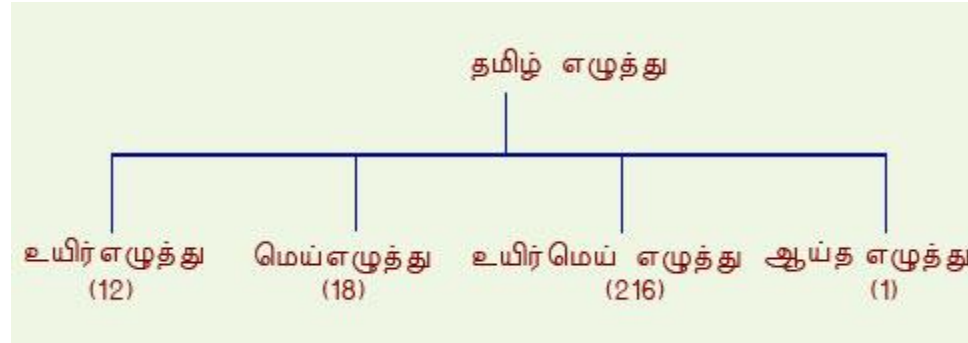 தமிழ் எழுத்து
உயிர்எழுத்து மெய்எழுத்து உயிர்மெய் எழுத்து ஆய்த எழுத்து
(12) (18) (216) (1)